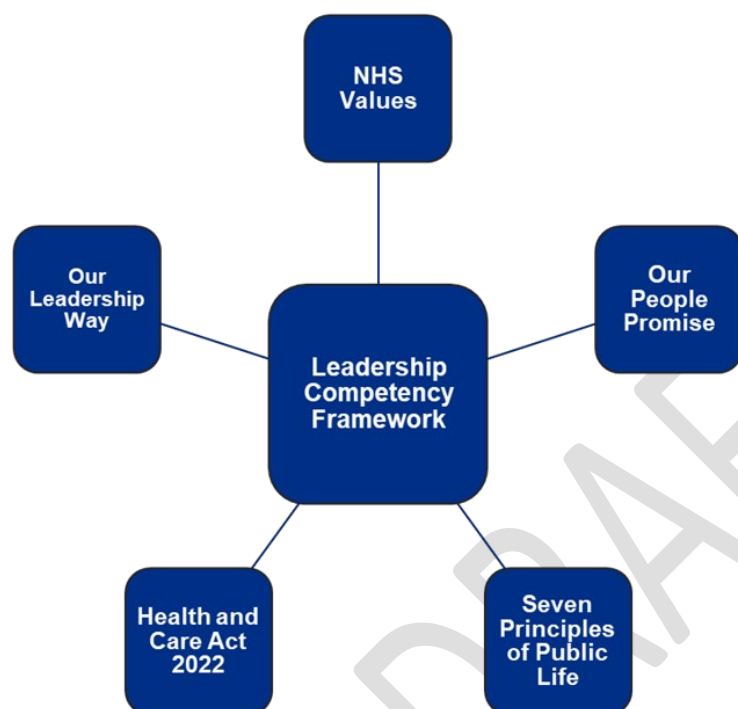 NHS
Values
Our
Leadership
Way
Our
People
Promise
Leadership
Competency
Framework
Health and
Care Act
2022
Seven
Principles
of Public
Life